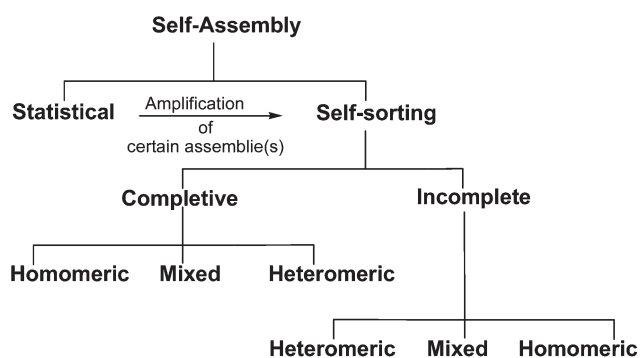 Self-Assembly
Statistical
Amplification
of
certain assemblie(s)
Self-sorting
Completive
Incomplete
Homomeric
Mixed
Heteromeric
Heteromeric
Mixed
Homomeric